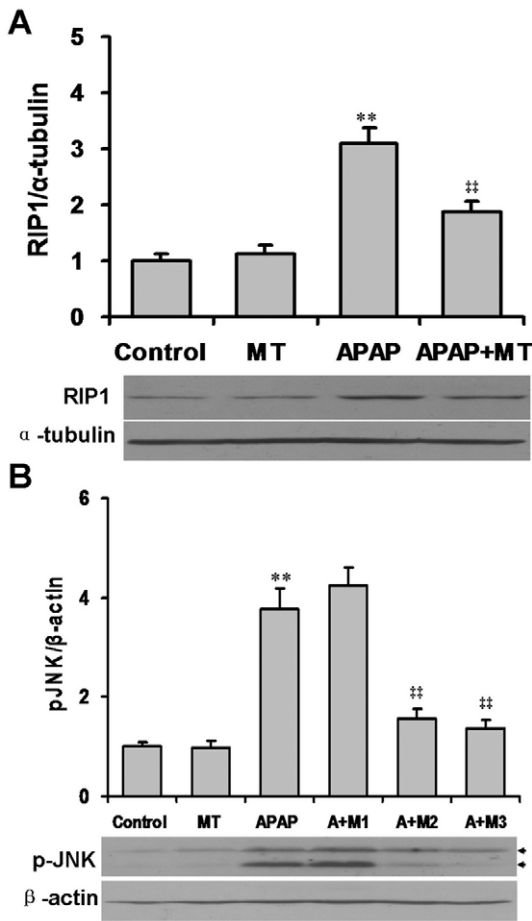 A
RIP1/α-tubulin
5
4
3
2
1
0
**
‡‡
Control MT APAP APAP+MT
RIP1
α-tubulin
B
pJNK/β-actin
6
4
2
0
**
‡‡
‡‡
Control MT APAP A+M1 A+M2 A+M3
p-JNK
β-actin